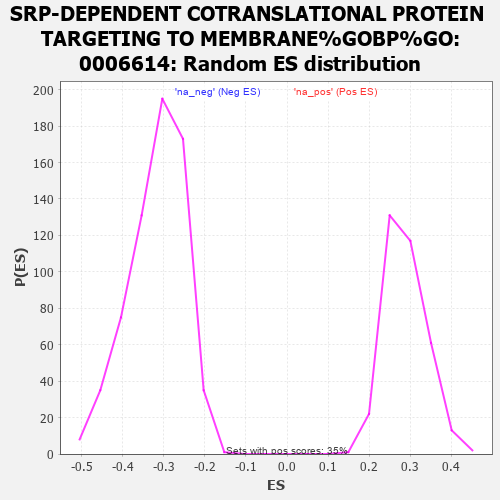 SRP-DEPENDENT COTRANSLATIONAL PROTEIN
TARGETING TO MEMBRANE%GOBP%GO:
0006614: Random ES distribution
'na_neg' (Neg ES) 'na_pos' (Pos ES)
200
180
160
140
120
100
80
60
40
20
0
P(ES)
Sets with pos scores: 35%
-0.5 -0.4 -0.3 -0.2 -0.1 0.0 0.1 0.2 0.3 0.4
ES